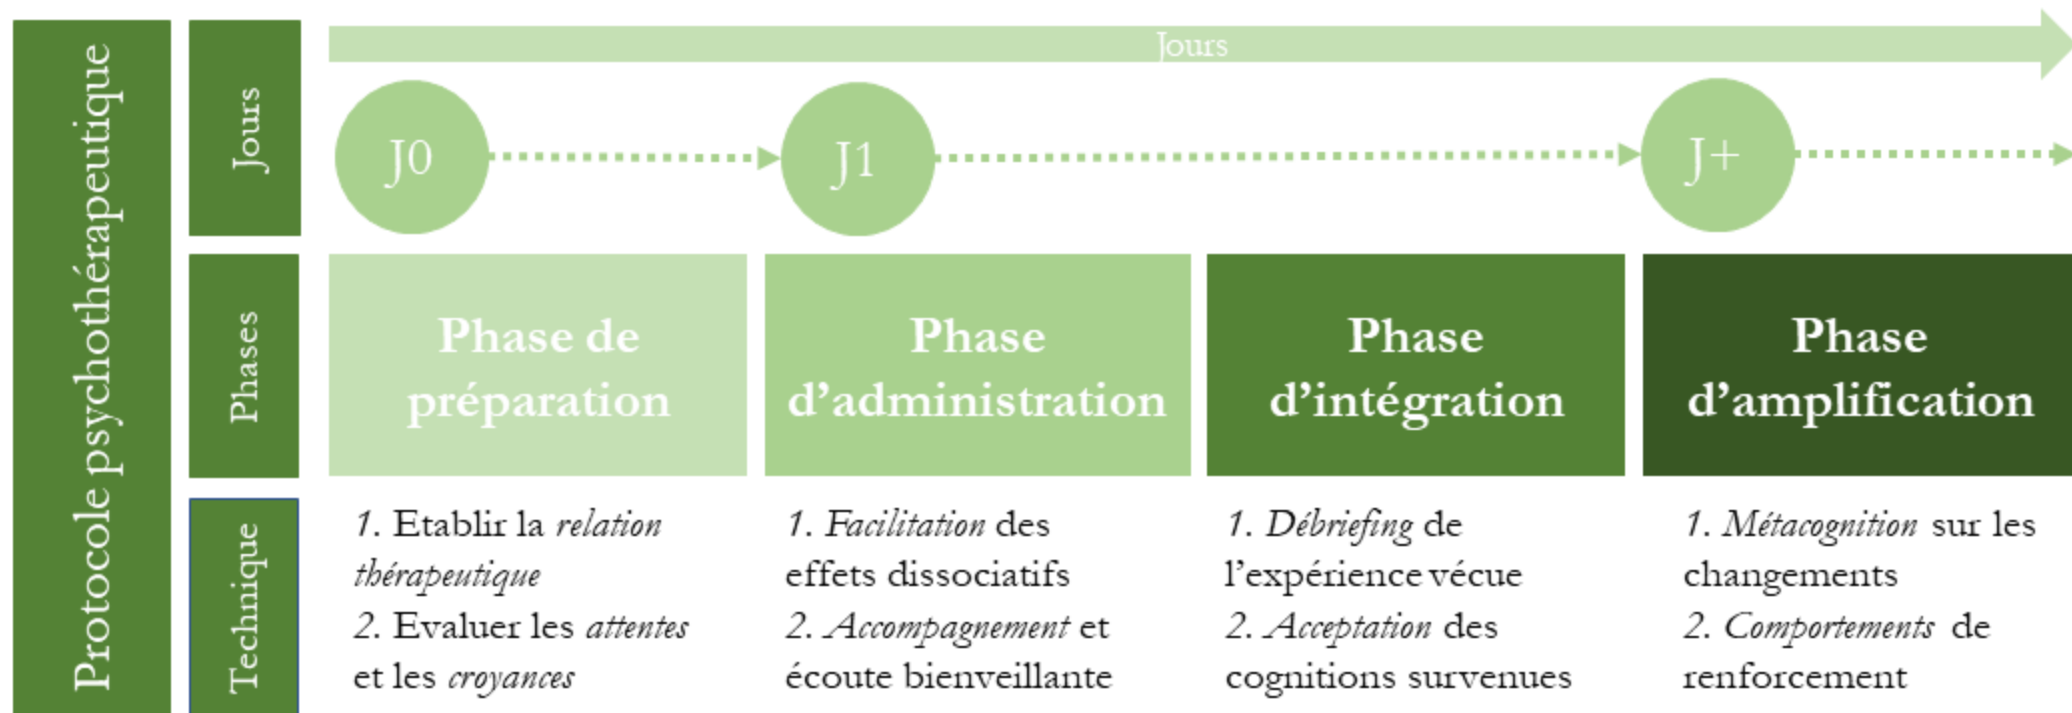 Protocole psychothérapeutique
Jours
Jours
J0
J1
J+
Phases
Phase de
préparation
Phase
d’administration
Phase
d’intégration
Phase
d’amplification
Technique
1. Etablir la relation
thérapeutique
2. Evaluer les attentes
et les croyances
1. Facilitation des
effets dissociatifs
2. Accompagnement et
écoute bienveillante
1. Débriefing de
l’expérience vécue
2. Acceptation des
cognitions survenues
1. Métacognition sur les
changements
2. Comportements de
renforcement